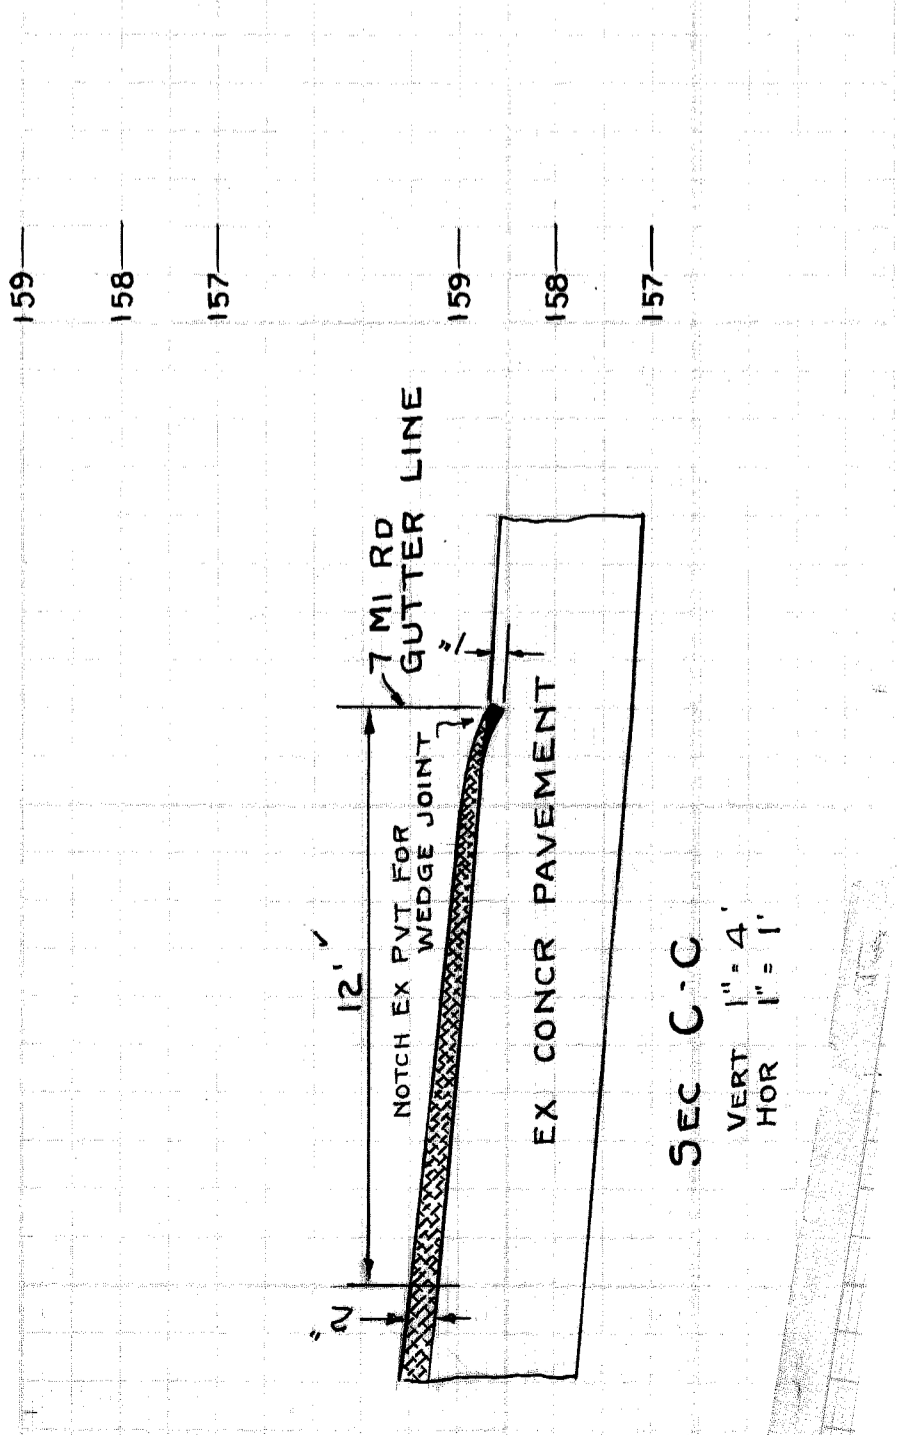 159
158
157
159
158
157
7 MI RD
GUTTER LINE
1"
12'
NOTCH EX PVT FOR
WEDGE JOINT
2"
EX CONCR PAVEMENT
SEC C-C
VERT 1" = 4'
HOR 1" = 1'